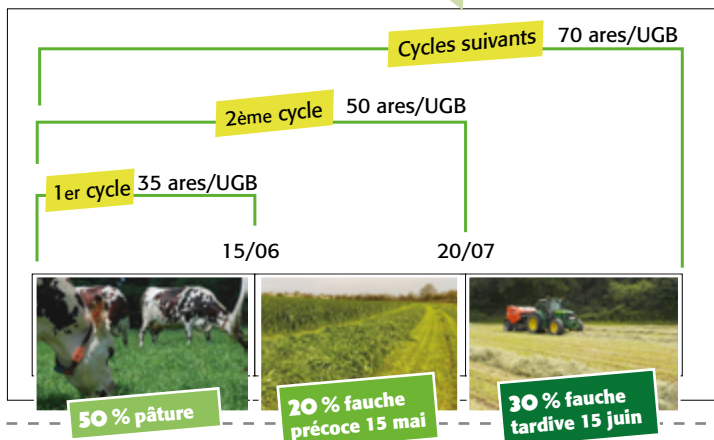 Cycles suivants 70 ares/UGB
2ème cycle 50 ares/UGB
1er cycle 35 ares/UGB
15/06 20/07
50 % pâture
20 % fauche
précoce 15 mai
30 % fauche
tardive 15 juin